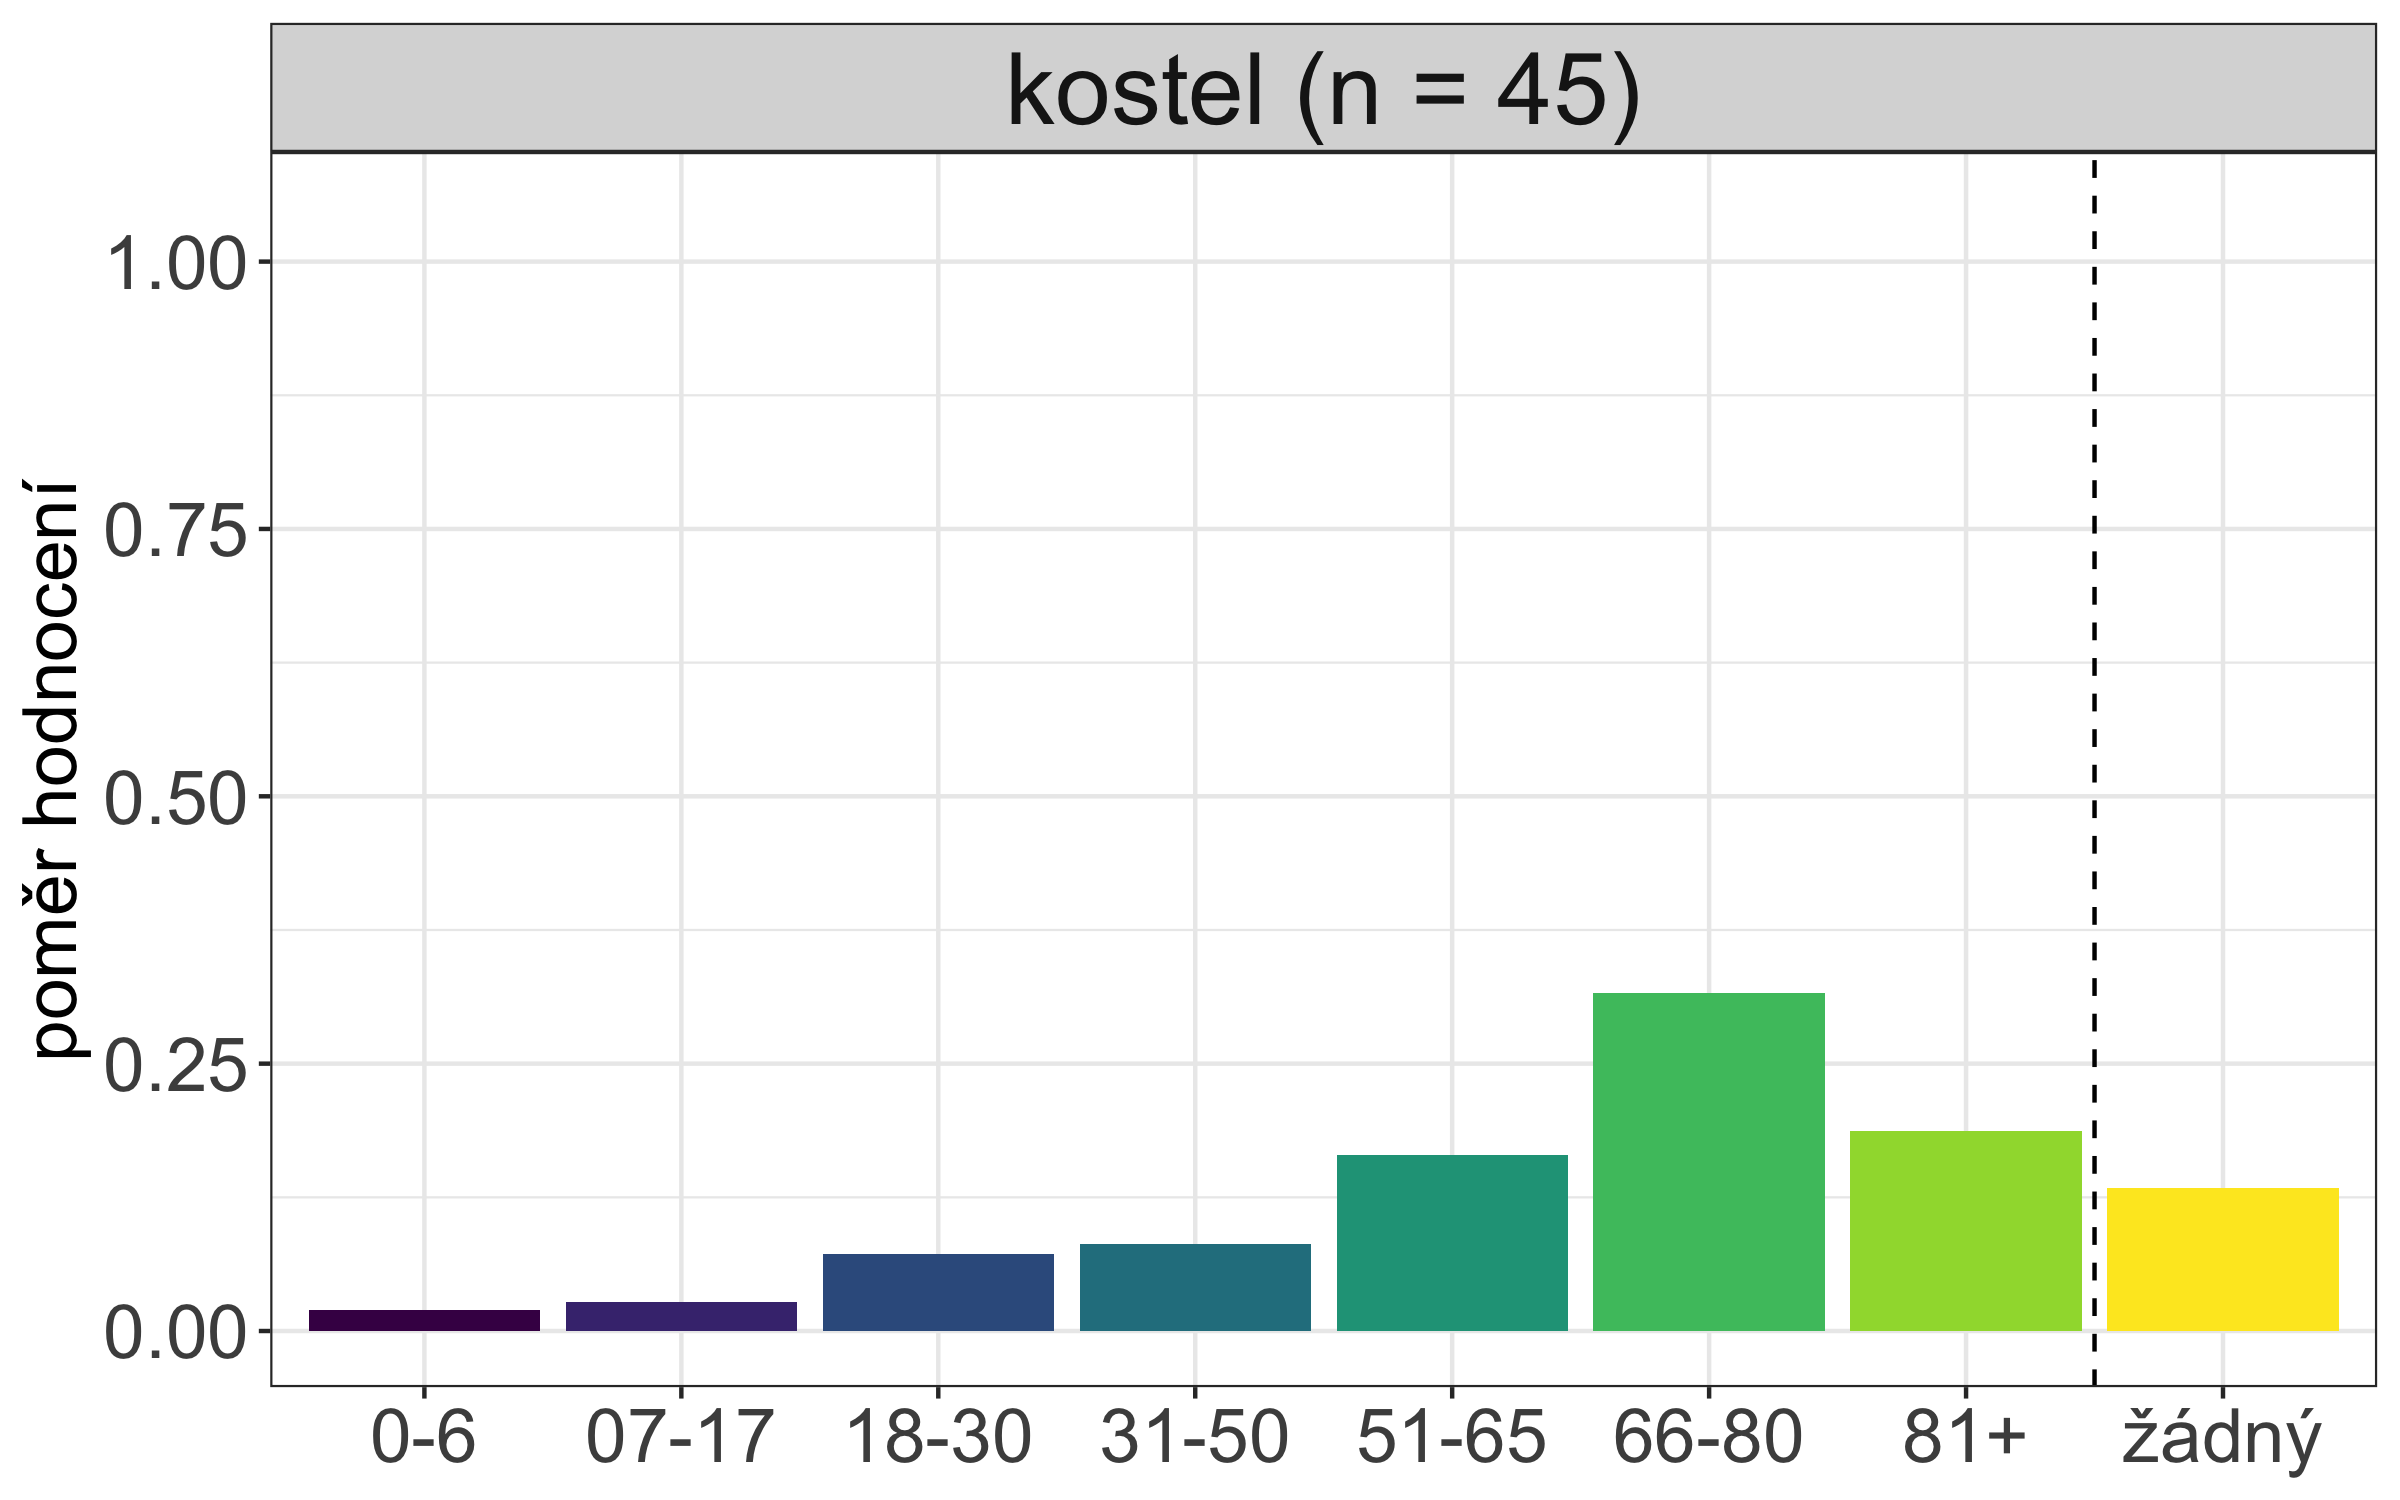 kostel (n = 45)
poměr hodnocení
1.00
0.75
0.50
0.25
0.00
0-6 07-17 18-30 31-50 51-65 66-80 81+ žádný